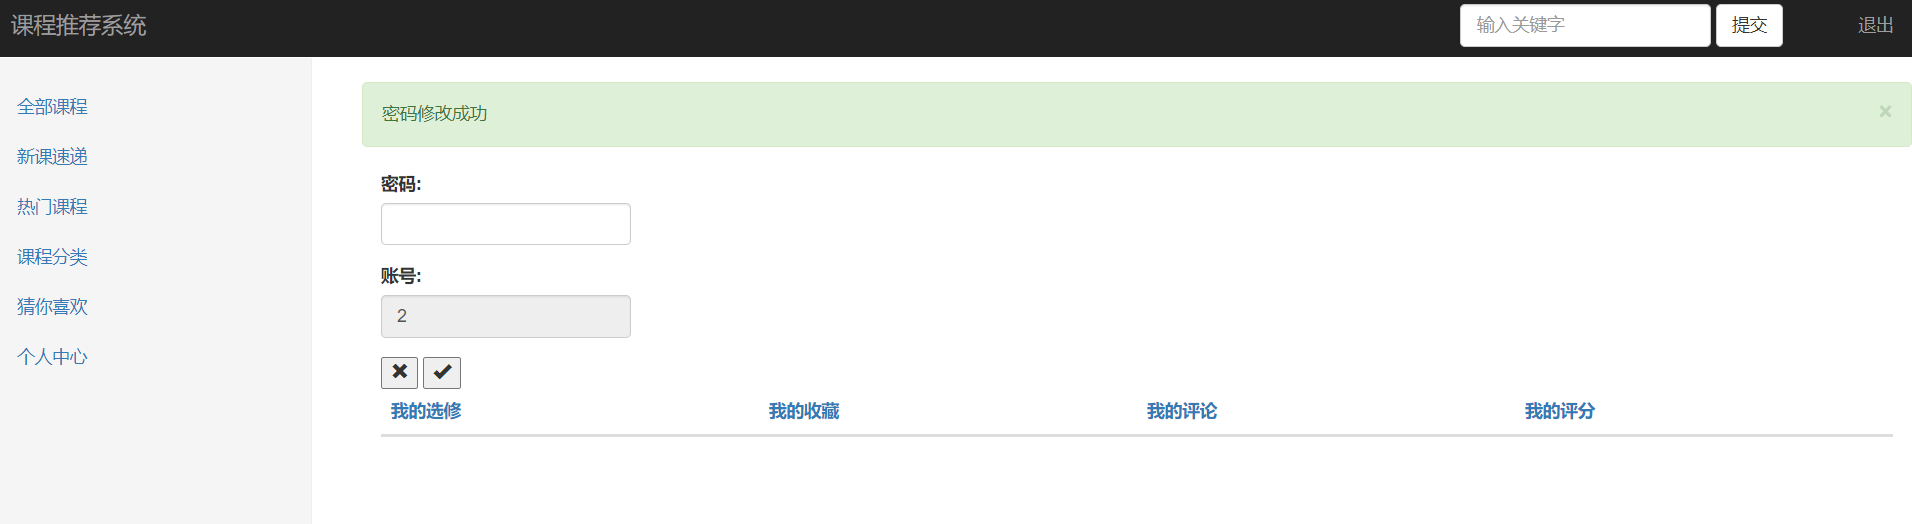 课程推荐系统
输入关键字
提交
退出
全部课程
新课速递
热门课程
课程分类
猜你喜欢
个人中心
密码修改成功
×
密码:
账号:
2
我的选修
我的收藏
我的评论
我的评分